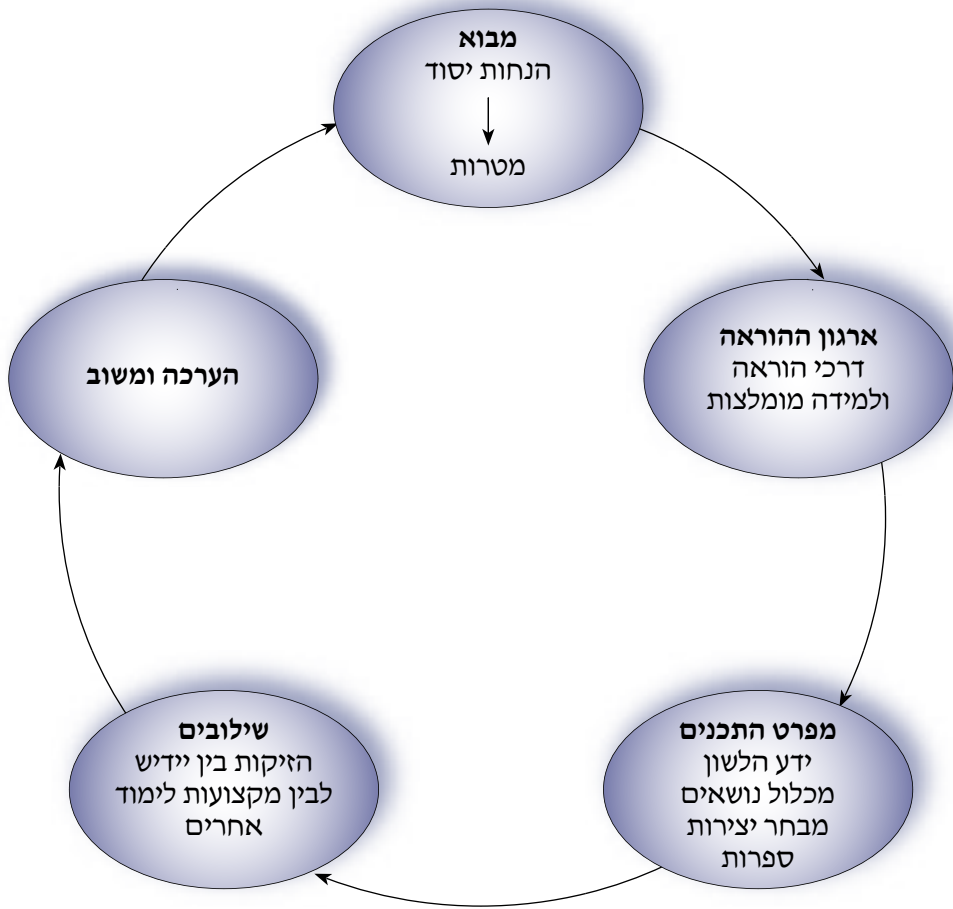 מבוא
הנחות יסוד
מטרות
ארגון ההוראה
דרכי הוראה
ולמידה מומלצות
מפרט התכנים
ידע הלשון
מכלול נושאים
מבחר יצירות
ספרות
שילובים
הזיקות בין יידיש
לבין מקצועות לימוד
אחרים
הערכה ומשוב